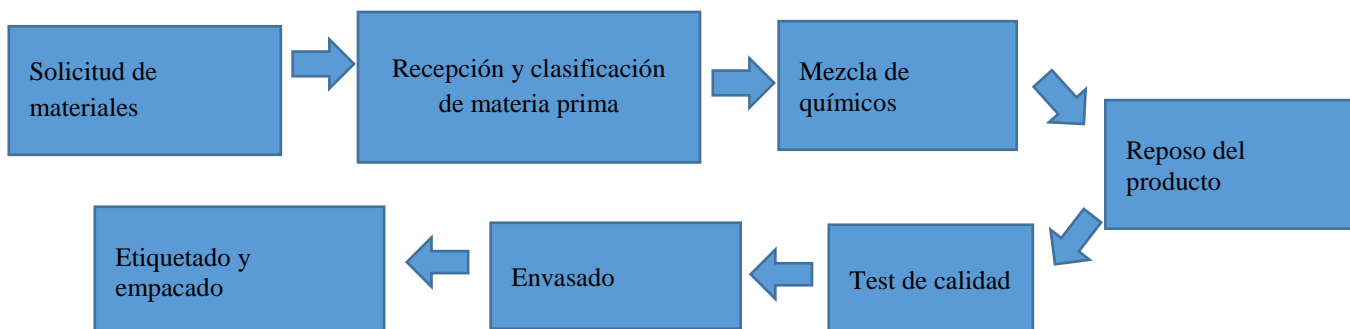 Solicitud de
materiales
Recepción y clasificación
de materia prima
Mezcla de
químicos
Reposo del
producto
Test de calidad
Envasado
Etiquetado y
empacado